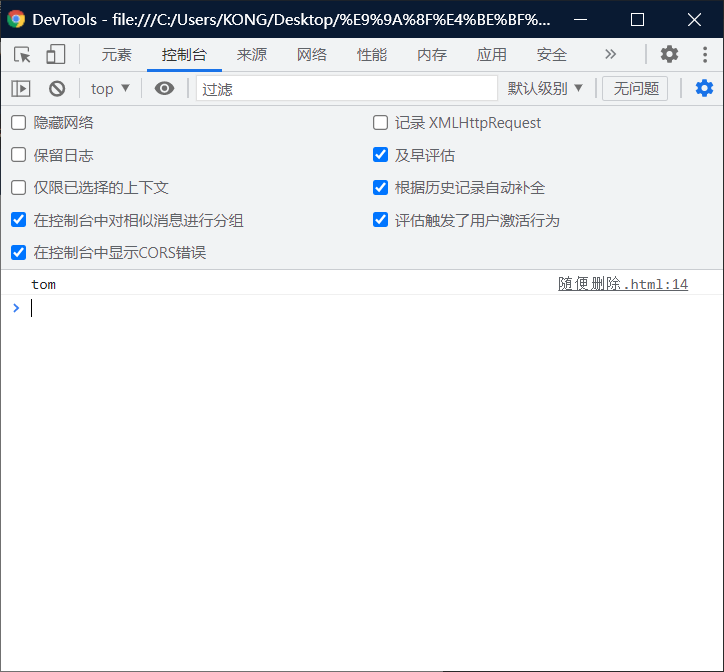 DevTools - file:///C:/Users/KONG/Desktop/%E9%9A%8F%E4%BE%BF%...
元素 控制台 来源 网络 性能 内存 应用 安全 »
top ▼ 过滤 默认级别 ▼ 无问题
隐藏网络 记录 XMLHttpRequest
保留日志 及早评估
仅限已选择的上下文 根据历史记录自动补全
在控制台中对相似消息进行分组 评估触发了用户激活行为
在控制台中显示CORS错误
tom 随便删除.html:14